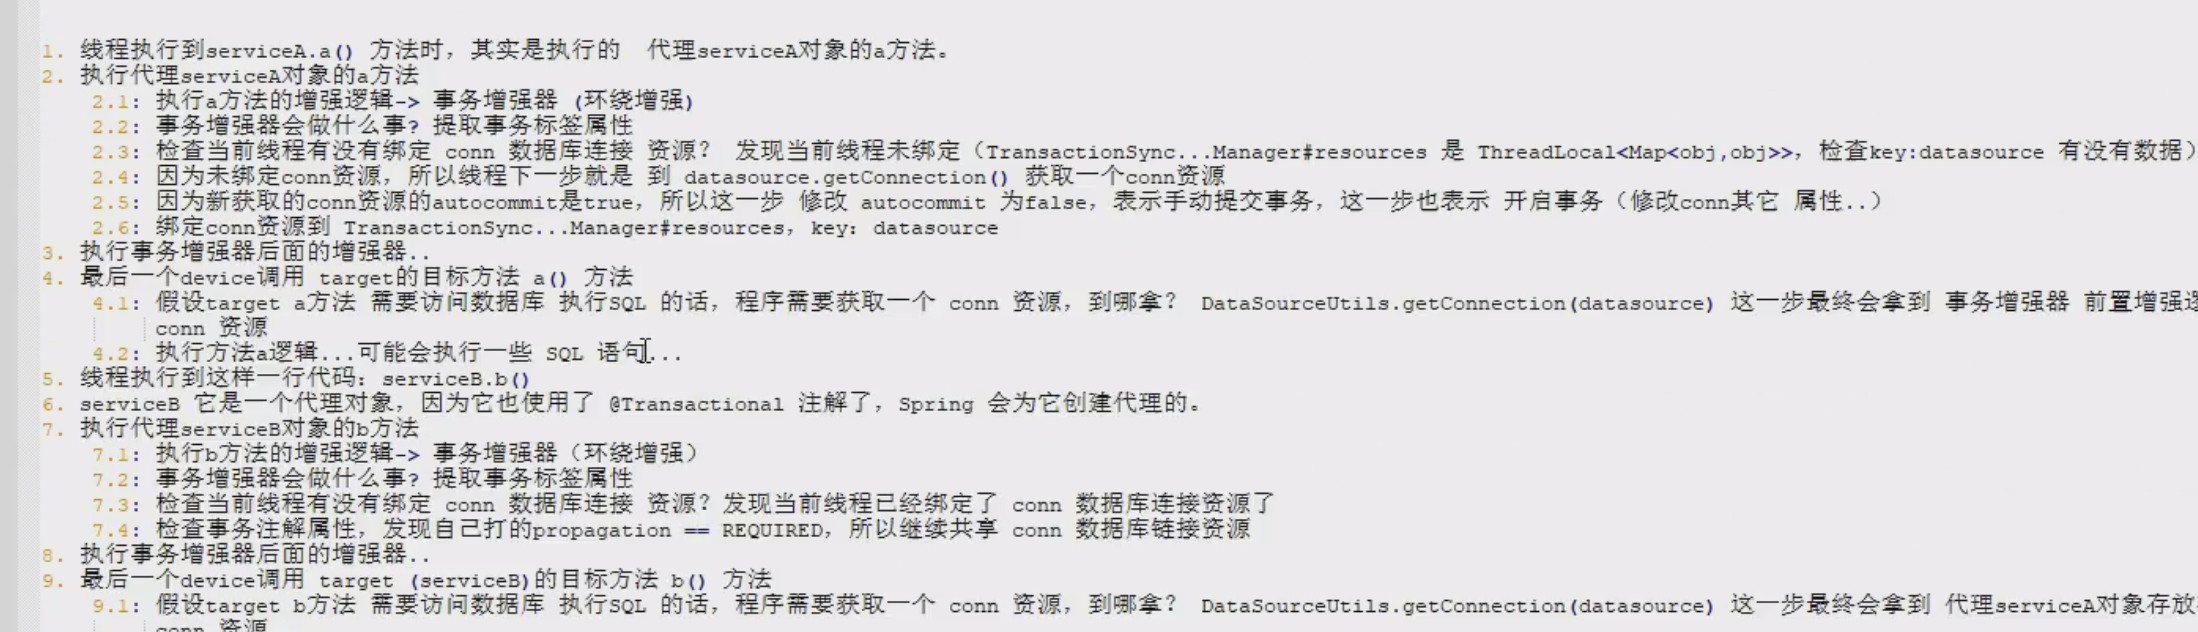 1. 线程执行到serviceA.a() 方法时，其实是执行的  代理serviceA对象的a方法。
2. 执行代理serviceA对象的a方法
2.1: 执行a方法的增强逻辑-> 事务增强器 (环绕增强)
2.2: 事务增强器会做什么事? 提取事务标签属性
2.3: 检查当前线程有没有绑定 conn 数据库连接 资源？ 发现当前线程未绑定（TransactionSync...Manager#resources 是 ThreadLocal<Map<obj,obj>>，检查key:datasource 有没有数据）
2.4: 因为未绑定conn资源，所以线程下一步就是 到 datasource.getConnection() 获取一个conn资源
2.5: 因为新获取的conn资源的autocommit是true，所以这一步 修改 autocommit 为false，表示手动提交事务，这一步也表示 开启事务（修改conn其它 属性..）
2.6: 绑定conn资源到 TransactionSync...Manager#resources，key：datasource
3. 执行事务增强器后面的增强器..
4. 最后一个device调用 target的目标方法 a() 方法
4.1: 假设target a方法 需要访问数据库 执行SQL 的话，程序需要获取一个 conn 资源，到哪拿？ DataSourceUtils.getConnection(datasource) 这一步最终会拿到 事务增强器 前置增强逻
conn 资源
4.2: 执行方法a逻辑...可能会执行一些 SQL 语句...
5. 线程执行到这样一行代码：serviceB.b()
6. serviceB 它是一个代理对象，因为它也使用了 @Transactional 注解了，Spring 会为它创建代理的。
7. 执行代理serviceB对象的b方法
7.1: 执行b方法的增强逻辑-> 事务增强器（环绕增强）
7.2: 事务增强器会做什么事? 提取事务标签属性
7.3: 检查当前线程有没有绑定 conn 数据库连接 资源？发现当前线程已经绑定了 conn 数据库连接资源了
7.4: 检查事务注解属性，发现自己打的propagation == REQUIRED，所以继续共享 conn 数据库链接资源
8. 执行事务增强器后面的增强器..
9. 最后一个device调用 target (serviceB)的目标方法 b() 方法
9.1: 假设target b方法 需要访问数据库 执行SQL 的话，程序需要获取一个 conn 资源，到哪拿？ DataSourceUtils.getConnection(datasource) 这一步最终会拿到 代理serviceA对象存放
conn 资源